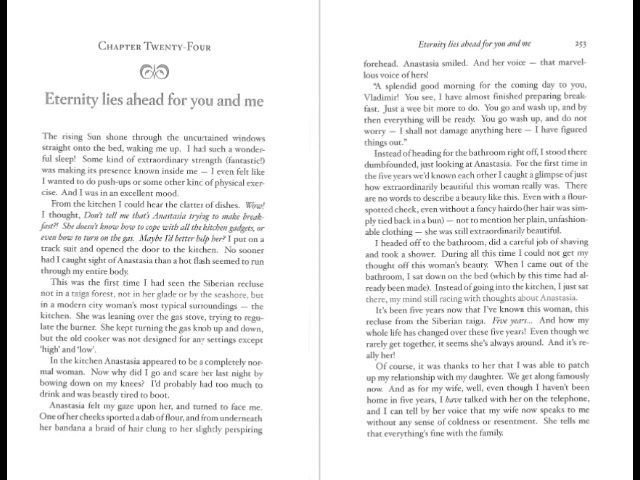 CHAPTER TWENTY-FOUR
Eternity lies ahead for you and me
The rising Sun shone through the uncurtained windows
straight onto the bed, waking me up. I had such a wonder-
ful sleep! Some kind of extraordinary strength (fantastic!)
was making its presence known inside me — I even felt like
I wanted to do push-ups or some other kind of physical exer-
cise. And I was in an excellent mood.
From the kitchen I could hear the clatter of dishes. Wow!
I thought, Don't tell me that's Anastasia trying to make break-
fast?! She doesn't know how to cope with all the kitchen gadgets, or
even how to turn on the gas. Maybe I'd better help her? I put on a
track suit and opened the door to the kitchen. No sooner
had I caught sight of Anastasia than a hot flash seemed to run
through my entire body.
This was the first time I had seen the Siberian recluse
not in a taiga forest, not in her glade or by the seashore, but
in a modern city woman's most typical surroundings — the
kitchen. She was leaning over the gas stove, trying to regu-
late the burner. She kept turning the gas knob up and down,
but the old cooker was not designed for any settings except
'high' and 'low'.
In the kitchen Anastasia appeared to be a completely nor-
mal woman. Now why did I go and scare her last night by
bowing down on my knees? I'd probably had too much to
drink and was beastly tired to boot.
Anastasia felt my gaze upon her, and turned to face me.
One of her cheeks sported a dab of flour, and from underneath
her bandana a braid of hair clung to her slightly perspiring
Eternity lies ahead for you and me 253
forehead. Anastasia smiled. And her voice — that marvel-
lous voice of hers!
"A splendid good morning for the coming day to you,
Vladimir! You see, I have almost finished preparing break-
fast. Just a wee bit more to do. You go and wash up, and by
then everything will be ready. You go wash up, and do not
worry — I shall not damage anything here — I have figured
things out."
Instead of heading for the bathroom right off, I stood there
dumbfounded, just looking at Anastasia. For the first time in
the five years we'd known each other I caught a glimpse of just
how extraordinarily beautiful this woman really was. There
are no words to describe a beauty like this. Even with a flour-
spotted cheek, even without a fancy hairdo (her hair was sim-
ply tied back in a bun) — not to mention her plain, unfashion-
able clothing — she was still extraordinarily beautiful.
I headed off to the bathroom, did a careful job of shaving
and took a shower. During all this time I could not get my
thought off this woman's beauty. When I came out of the
bathroom, I sat down on the bed (which by this time had al-
ready been made). Instead of going into the kitchen, I just sat
there, my mind still racing with thoughts about Anastasia.
It's been five years now that I've known this woman, this
recluse from the Siberian taiga. Five years... And how my
whole life has changed over these five years! Even though we
rarely get together, it seems she's always around. And it's re-
ally her!
Of course, it was thanks to her that I was able to patch
up my relationship with my daughter. We get along famously
now. And as for my wife, well, even though I haven't been
home in five years, I have talked with her on the telephone,
and I can tell by her voice that my wife now speaks to me
without any sense of coldness or resentment. She tells me
that everything's fine with the family.